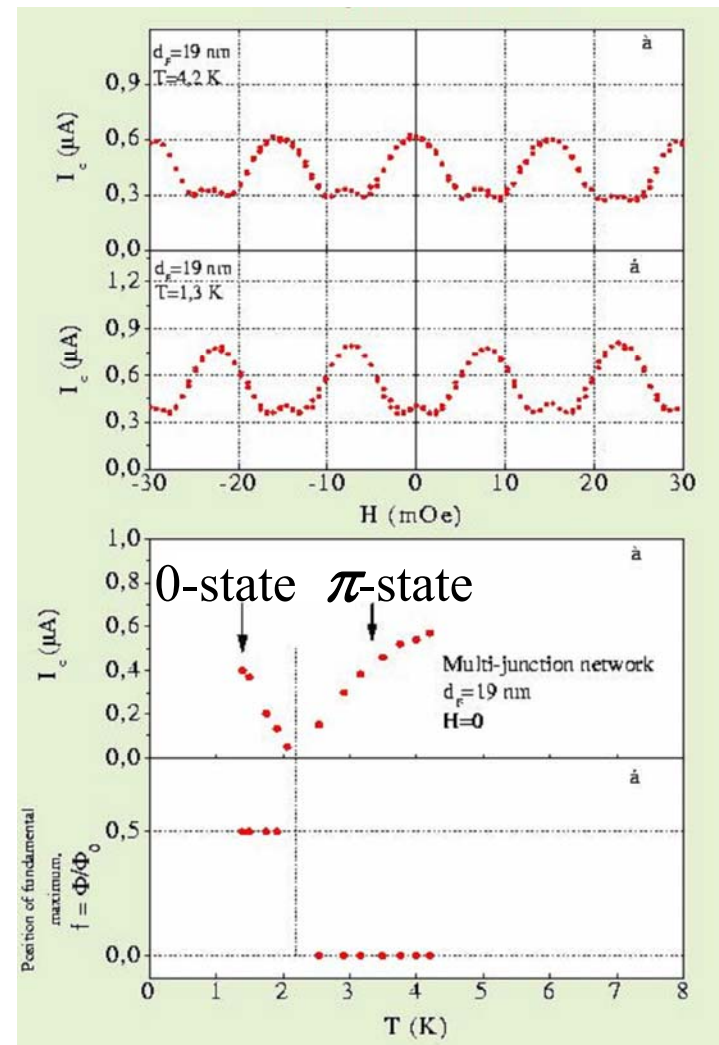 d_F=19 nm
T=4,2 K
à
0,9
0,6
0,3
0,0
I_c (µA)
d_F=19 nm
T=1,3 K
á
1,2
0,9
0,6
0,3
0,0
I_c (µA)
-30 -20 -10 0 10 20 30
H (mOe)
1,0
0,8
0,6
0,4
0,2
0,0
I_c (µA)
à
0-state π-state
Multi-junction network
d_F=19 nm
H=0
á
0,5
0,0
Position of fundamental
maximum,
f = Φ/Φ_0
0 1 2 3 4 5 6 7 8
T (K)